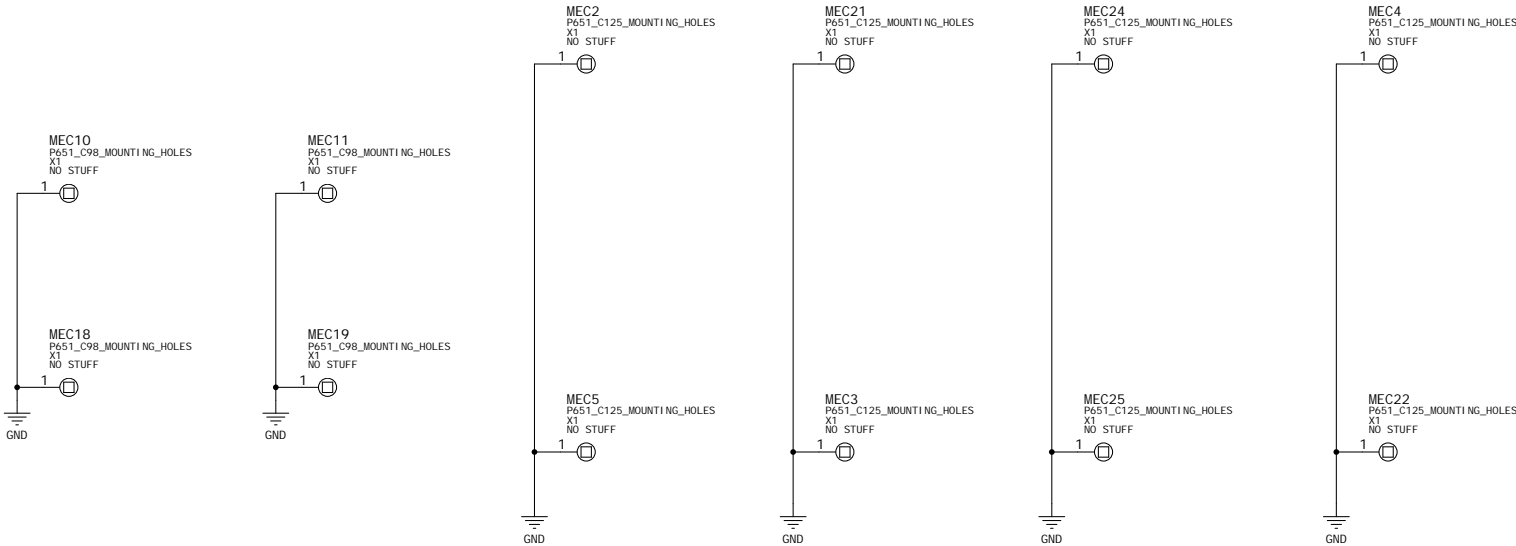 MEC2
P651_C125_MOUNTING_HOLES
X1
NO STUFF
1
MEC21
P651_C125_MOUNTING_HOLES
X1
NO STUFF
1
MEC24
P651_C125_MOUNTING_HOLES
X1
NO STUFF
1
MEC4
P651_C125_MOUNTING_HOLES
X1
NO STUFF
1
MEC10
P651_C98_MOUNTING_HOLES
X1
NO STUFF
1
MEC11
P651_C98_MOUNTING_HOLES
X1
NO STUFF
1
MEC18
P651_C98_MOUNTING_HOLES
X1
NO STUFF
1
GND
MEC19
P651_C98_MOUNTING_HOLES
X1
NO STUFF
1
GND
MEC5
P651_C125_MOUNTING_HOLES
X1
NO STUFF
1
GND
MEC3
P651_C125_MOUNTING_HOLES
X1
NO STUFF
1
GND
MEC25
P651_C125_MOUNTING_HOLES
X1
NO STUFF
1
GND
MEC22
P651_C125_MOUNTING_HOLES
X1
NO STUFF
1
GND